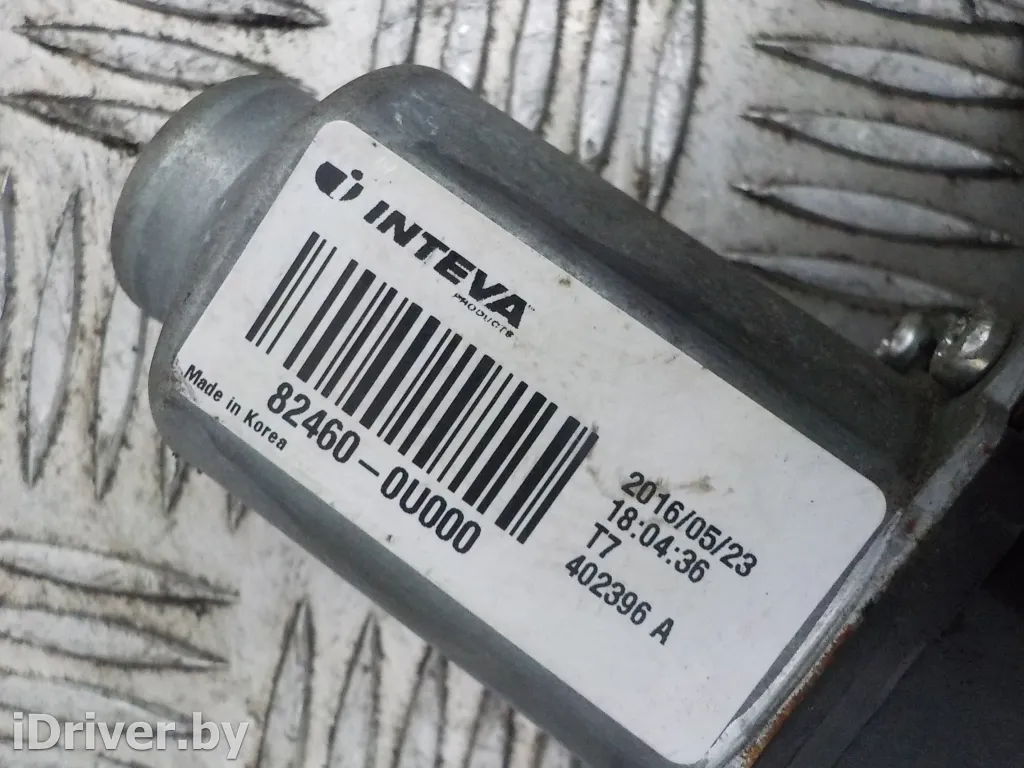 INTEVA
PRODUCTS
82460-0U000
Made in Korea
2016/05/23
18:04:36
T7
402396 A
iDriver.by